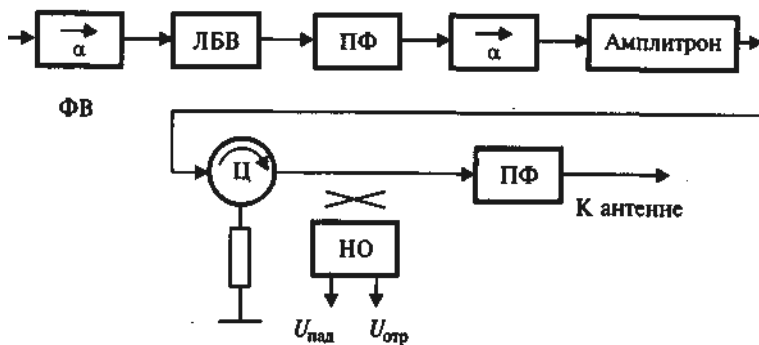 α ЛБВ ПФ α Амплитрон
ФВ
Ц ПФ
К антенне
НО
Uпад Uотр